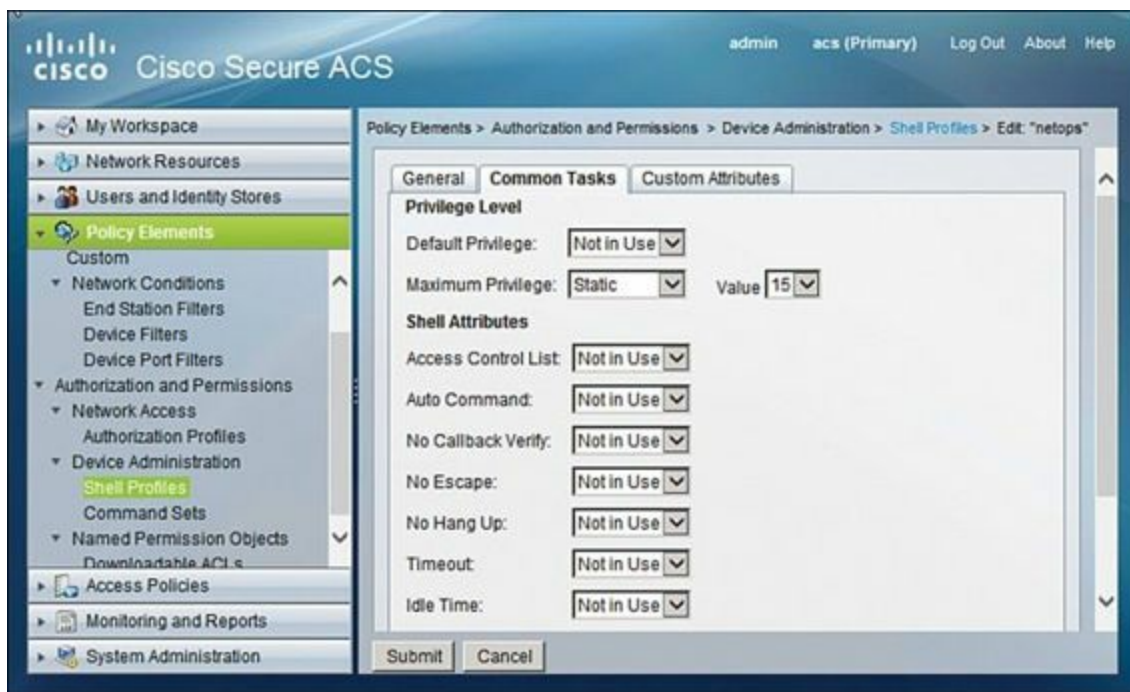 CISCO Cisco Secure ACS
admin acs (Primary) Log Out About Help
My Workspace
Network Resources
Users and Identity Stores
Policy Elements
Custom
Network Conditions
End Station Filters
Device Filters
Device Port Filters
Authorization and Permissions
Network Access
Authorization Profiles
Device Administration
Shell Profiles
Command Sets
Named Permission Objects
Downloadable ACLs
Access Policies
Monitoring and Reports
System Administration
Policy Elements > Authorization and Permissions > Device Administration > Shell Profiles > Edit: "netops"
General Common Tasks Custom Attributes
Privilege Level
Default Privilege: Not in Use
Maximum Privilege: Static Value 15
Shell Attributes
Access Control List: Not in Use
Auto Command: Not in Use
No Callback Verify: Not in Use
No Escape: Not in Use
No Hang Up: Not in Use
Timeout: Not in Use
Idle Time: Not in Use
Submit Cancel